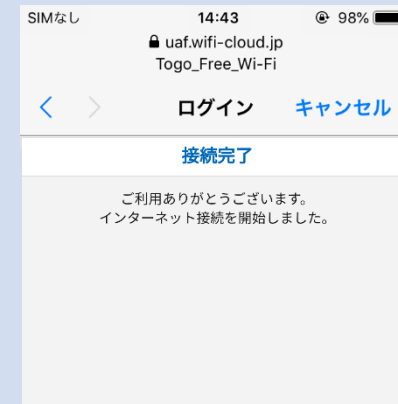 SIMなし 14:43 98%
uaf.wifi-cloud.jp
Togo_Free_Wi-Fi
ログイン キャンセル
接続完了
ご利用ありがとうございます。
インターネット接続を開始しました。